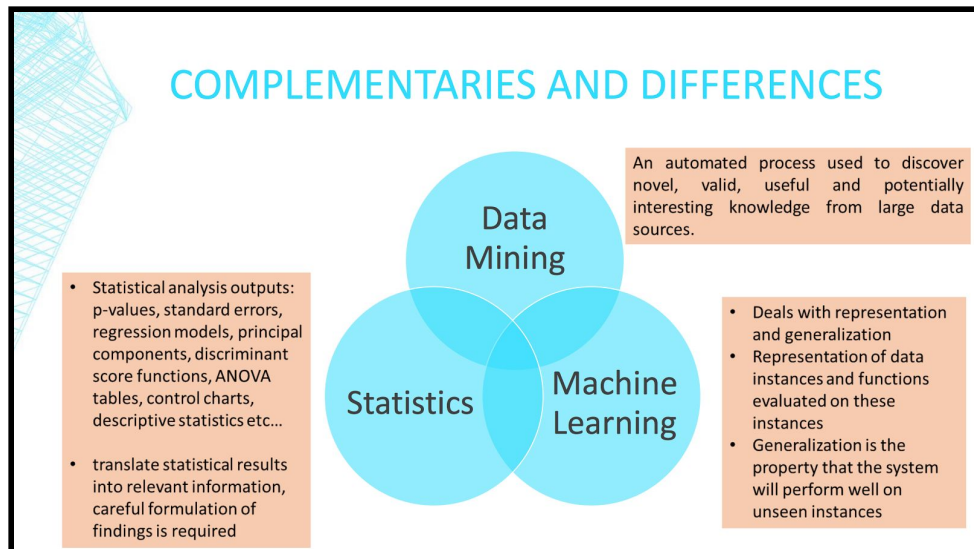 COMPLEMENTARIES AND DIFFERENCES
An automated process used to discover
novel, valid, useful and potentially
interesting knowledge from large data
sources.
Data
Mining
• Statistical analysis outputs:
p-values, standard errors,
regression models, principal
components, discriminant
score functions, ANOVA
tables, control charts,
descriptive statistics etc...
• translate statistical results
into relevant information,
careful formulation of
findings is required
Statistics
Machine
Learning
• Deals with representation
and generalization
• Representation of data
instances and functions
evaluated on these
instances
• Generalization is the
property that the system
will perform well on
unseen instances